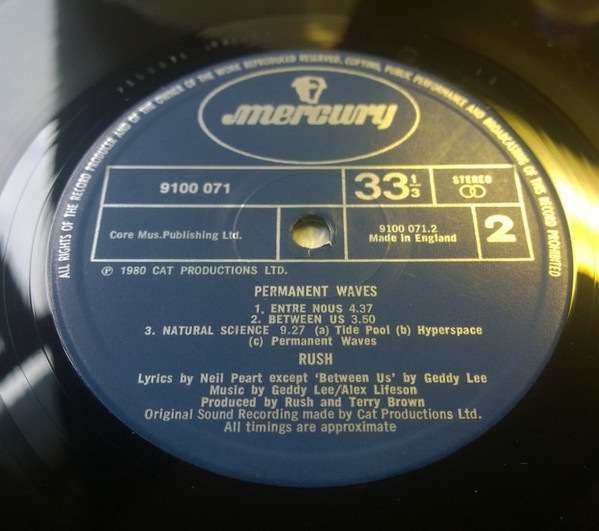 ALL RIGHTS OF THE RECORD PRODUCER AND OF THE OWNER OF THE WORK REPRODUCED RESERVED, COPYING, PUBLIC PERFORMANCE AND BROADCASTING OF THIS RECORD PROHIBITED
mercury
9100 071
33 1/3
STEREO
Core Mus.Publishing Ltd.
9100 071.2
Made in England
2
℗ 1980 CAT PRODUCTIONS LTD.
PERMANENT WAVES
1. ENTRE NOUS 4.37
2. BETWEEN US 3.50
3. NATURAL SCIENCE 9.27 (a) Tide Pool (b) Hyperspace
(c) Permanent Waves
RUSH
Lyrics by Neil Peart except 'Between Us' by Geddy Lee
Music by Geddy Lee/Alex Lifeson
Produced by Rush and Terry Brown
Original Sound Recording made by Cat Productions Ltd.
All timings are approximate